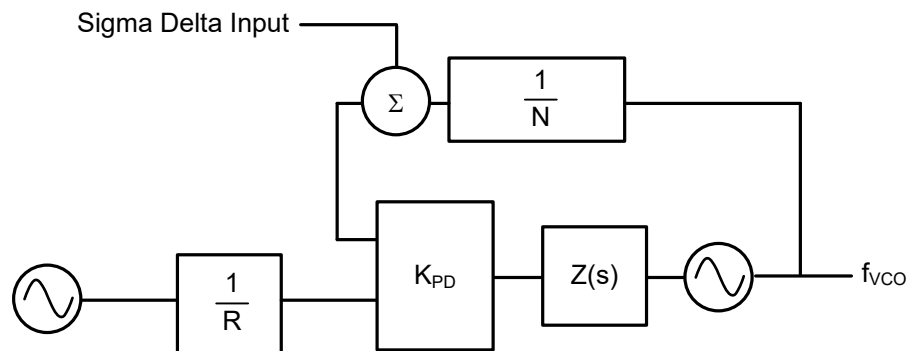 Sigma Delta Input
Σ
1
N
K_PD
Z(s)
f_VCO
1
R